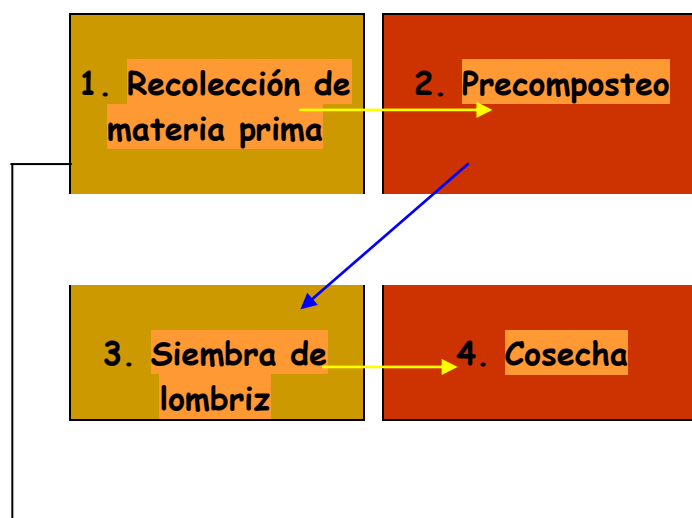 1. Recolección de
materia prima
2. Precomposteo
3. Siembra de
lombriz
4. Cosecha